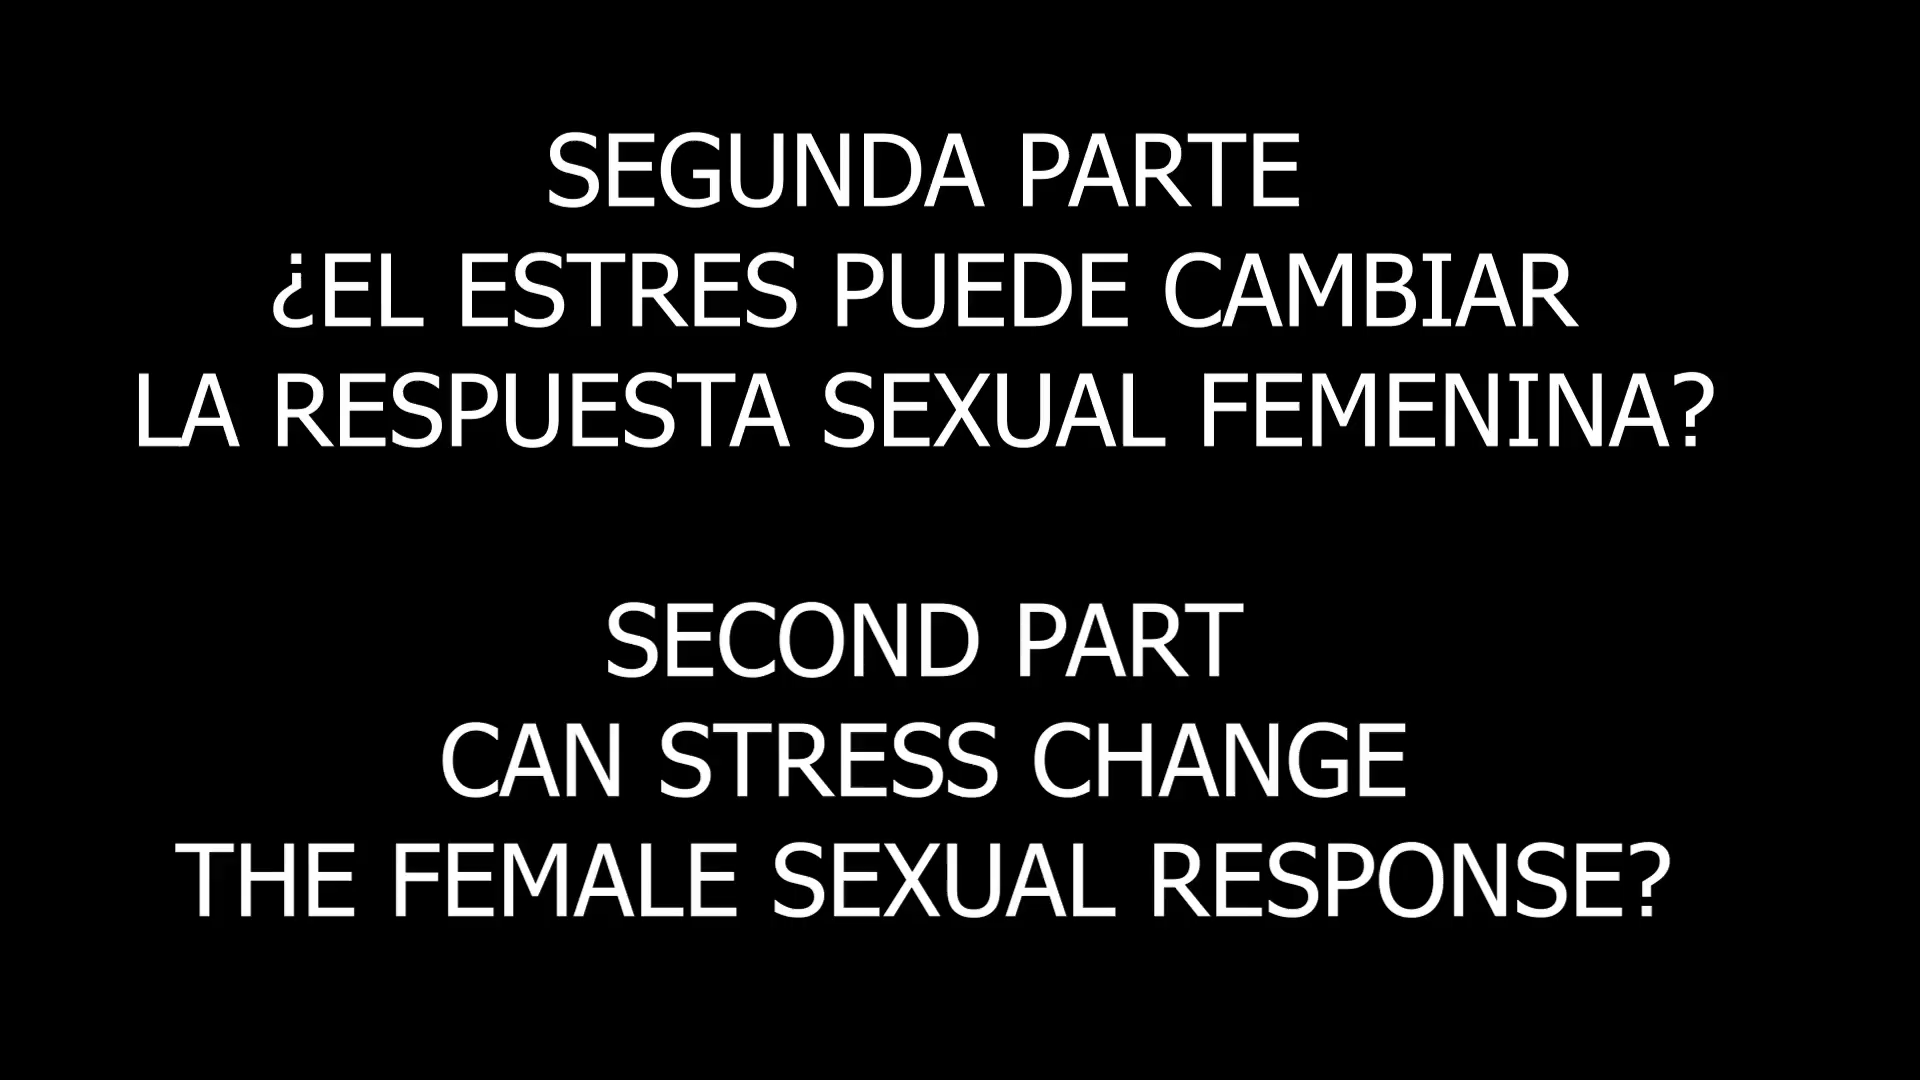 SEGUNDA PARTE
¿EL ESTRES PUEDE CAMBIAR
LA RESPUESTA SEXUAL FEMENINA?
SECOND PART
CAN STRESS CHANGE
THE FEMALE SEXUAL RESPONSE?